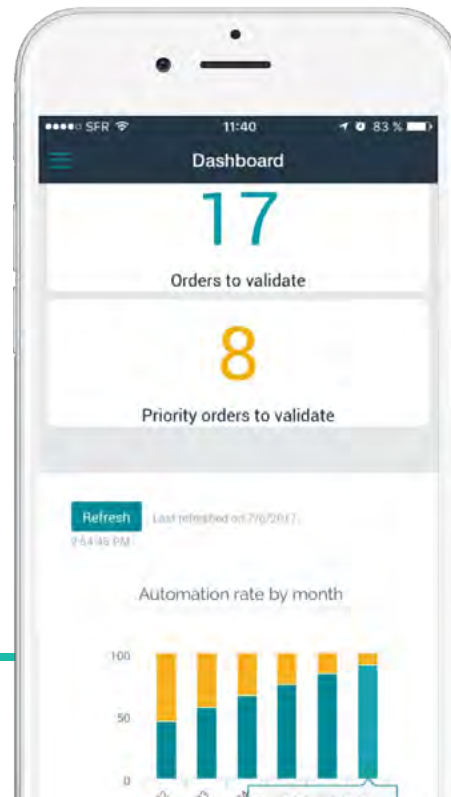 SFR 11:40 83 %
Dashboard
17
Orders to validate
8
Priority orders to validate
Refresh Last refreshed on 7/6/2017,
2:54:45 PM
Automation rate by month
100
50
0